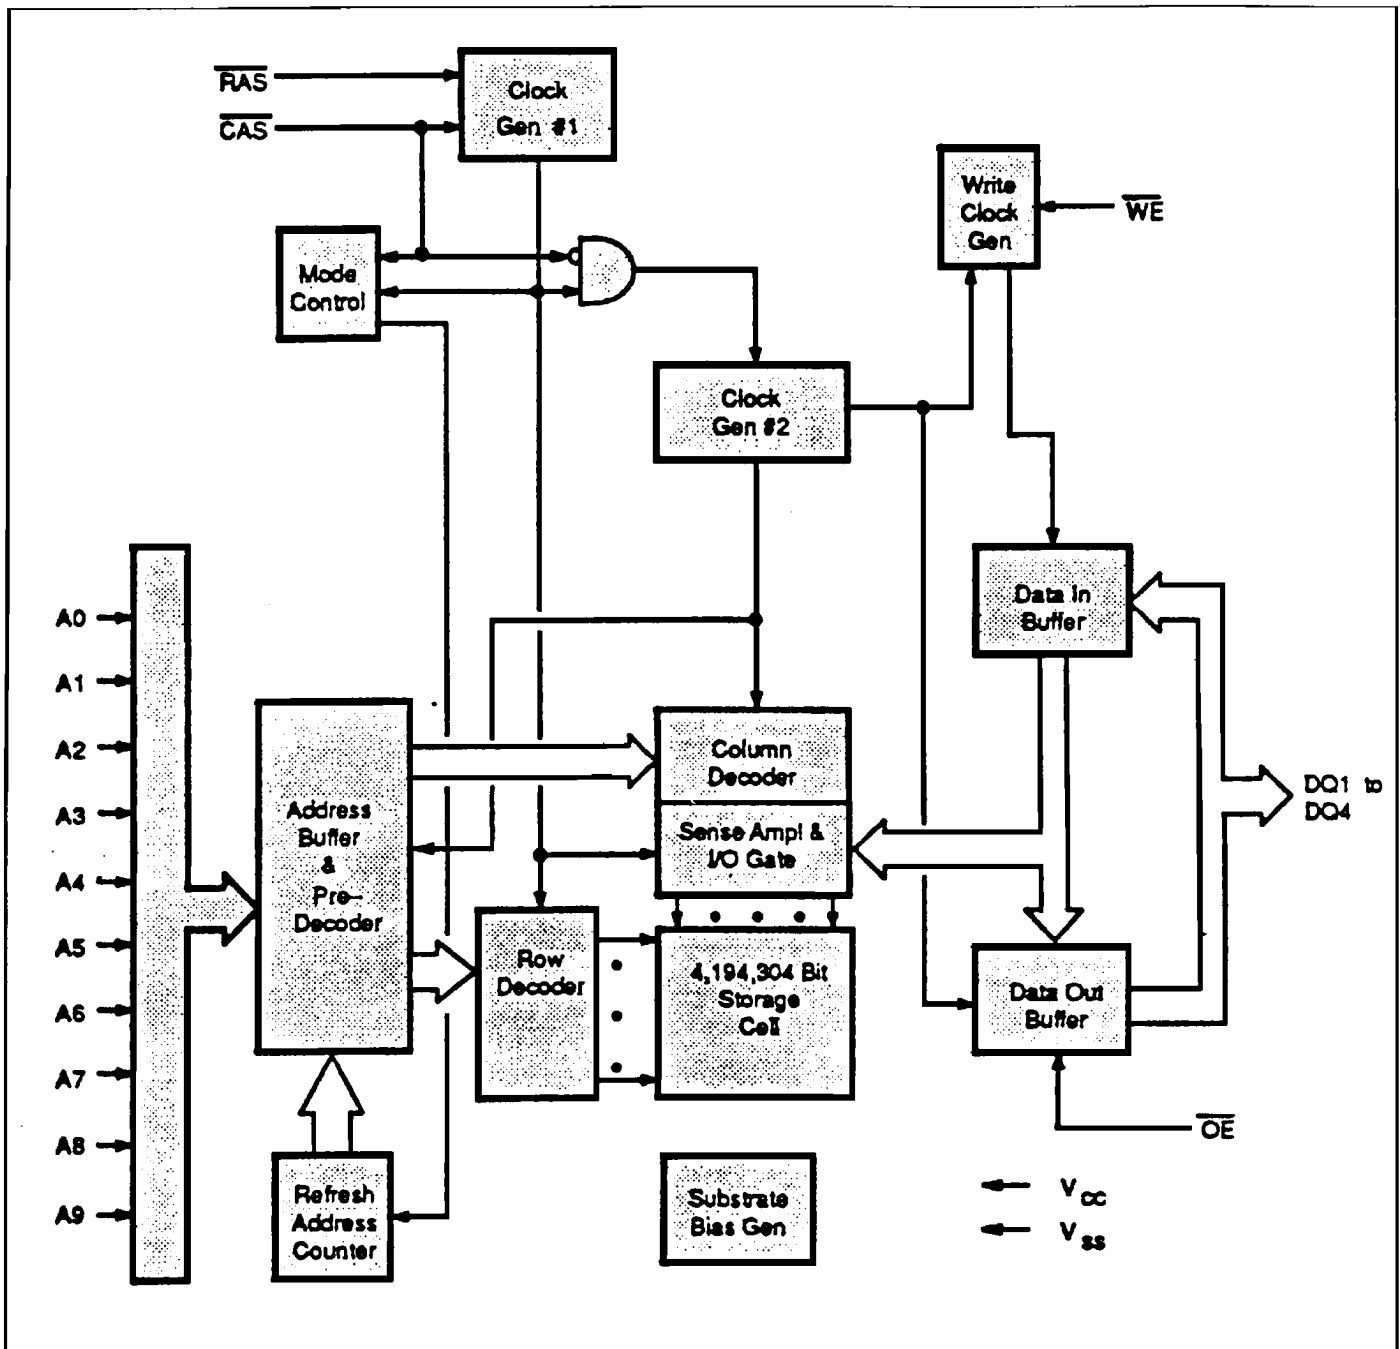 RAS
CAS
Clock
Gen #1
Write
Clock
Gen
WE
Mode
Control
Clock
Gen #2
Data In
Buffer
A0
A1
A2
A3
A4
A5
A6
A7
A8
A9
Address
Buffer
&
Pre-
Decoder
Column
Decoder
Sense Ampl &
I/O Gate
DQ1 to
DQ4
Row
Decoder
4,194,304 Bit
Storage
Cell
Data Out
Buffer
OE
Refresh
Address
Counter
Substrate
Bias Gen
VCC
VSS